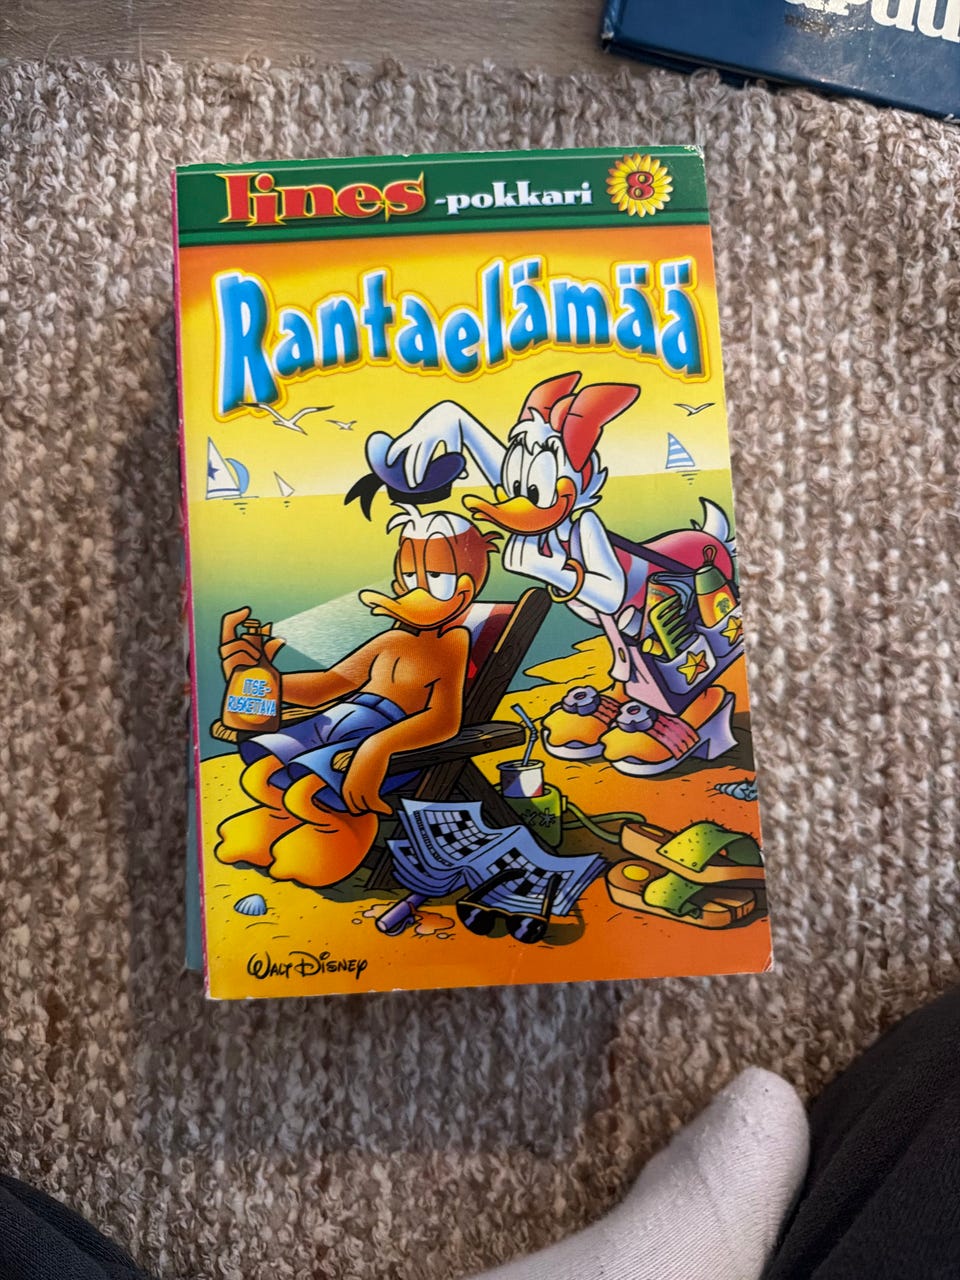 Iines -pokkari 8
Rantaelämää
ITSE-
RUSKETTAVA
WALT DISNEY